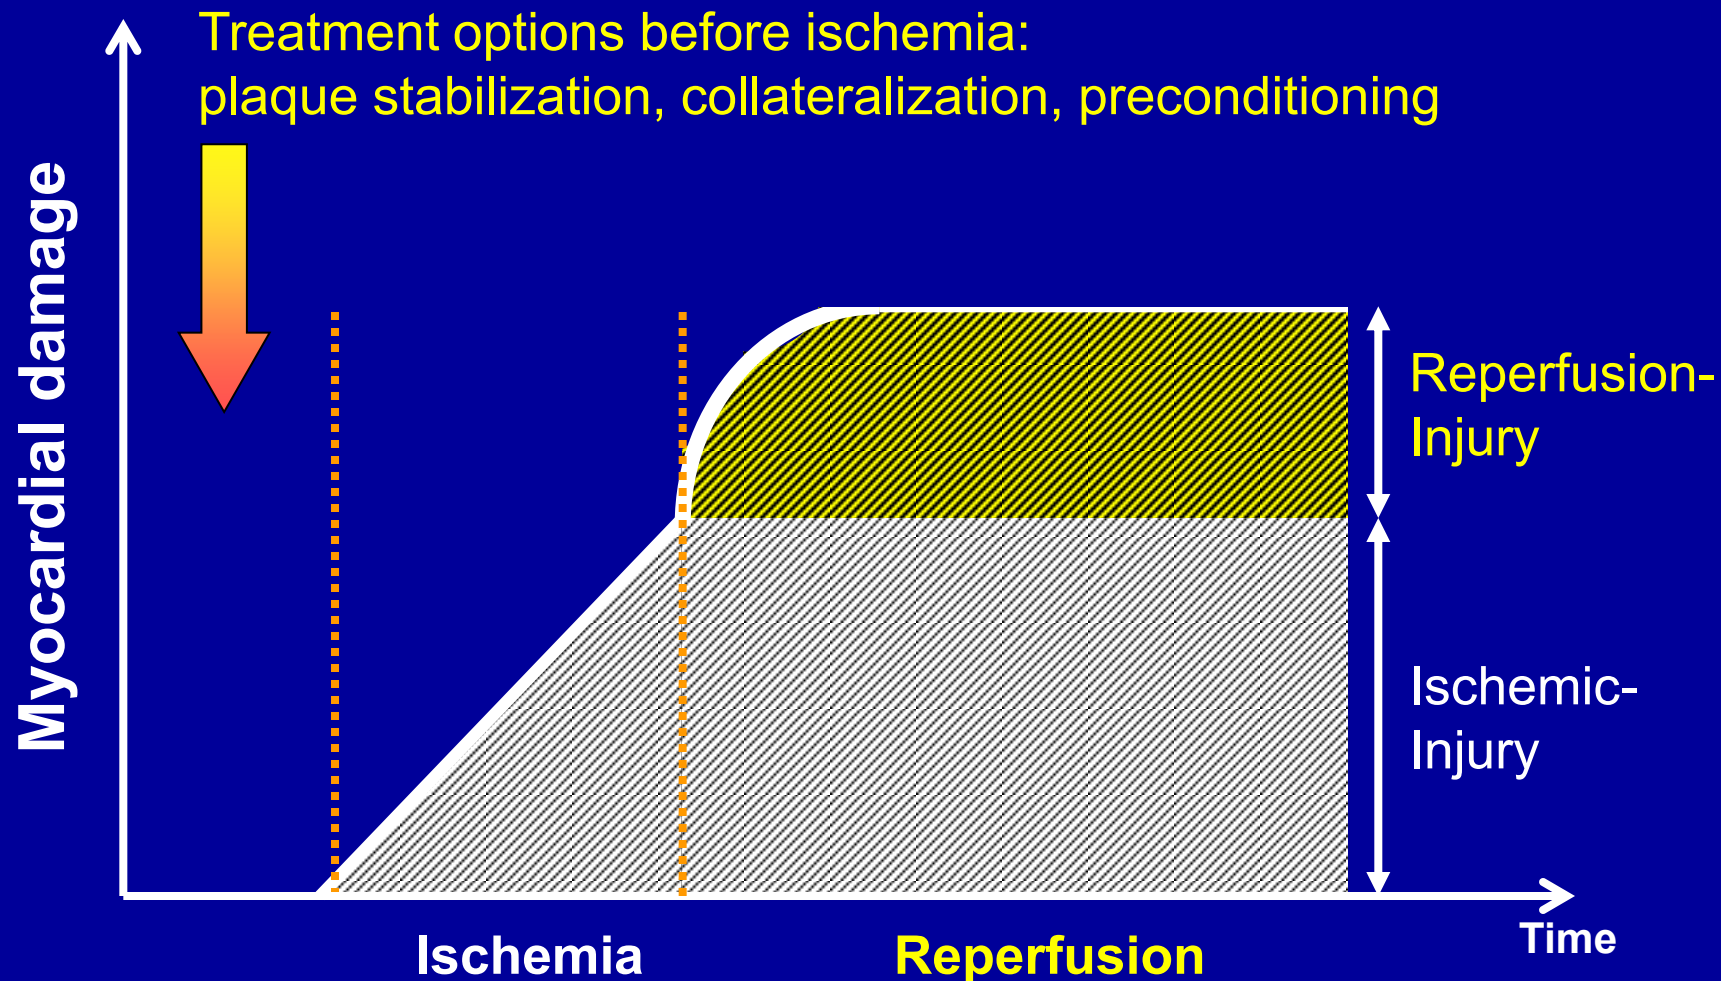 Treatment options before ischemia:
plaque stabilization, collateralization, preconditioning
Myocardial damage
Reperfusion-
Injury
Ischemic-
Injury
Time
Ischemia
Reperfusion